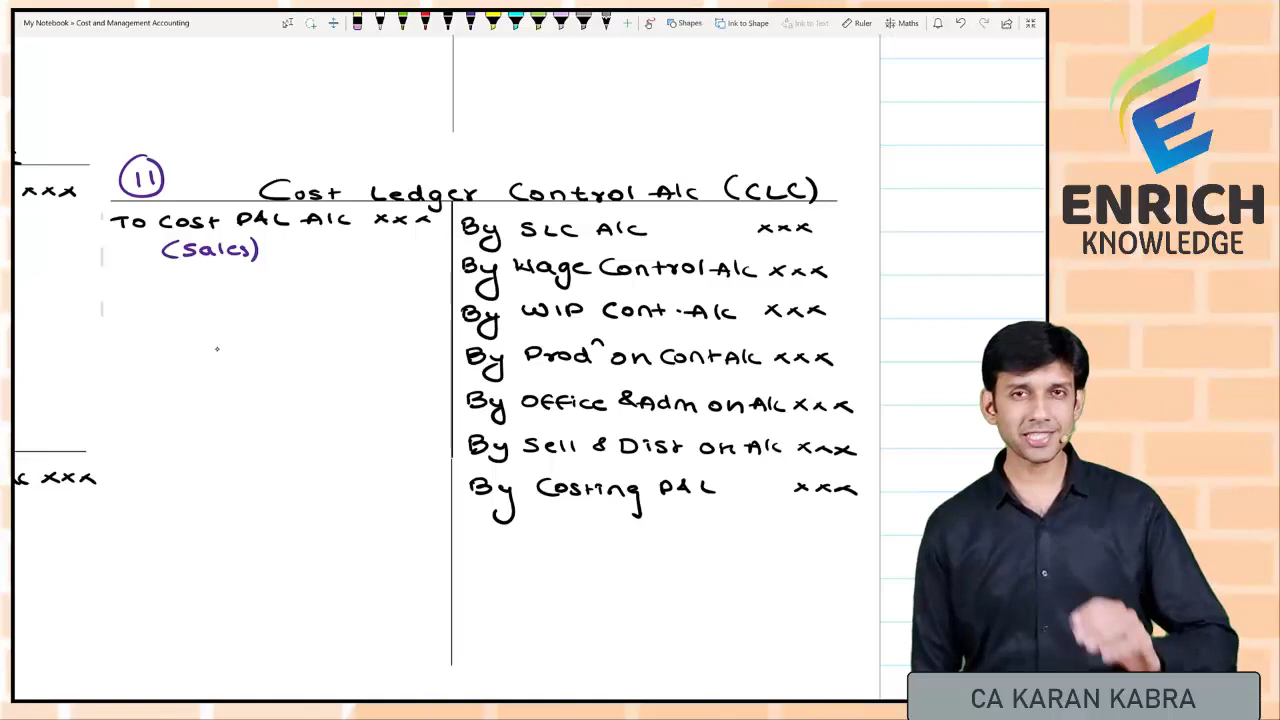 My Notebook » Cost and Management Accounting
Shapes
Ink to Shape
Ink to Text
Ruler
Maths
xxx
11
Cost Ledger Control A/c (CLC)
To Cost P&L A/c xxx
(Sales)
By SLC A/c xxx
By Wage Control A/c xxx
By WIP Cont. A/c xxx
By Prod^n OH Cont A/c xxx
By Office & Adm OH A/c xxx
By Sell & Dist OH A/c xxx
By Costing P&L xxx
c xxx
ENRICH
KNOWLEDGE
CA KARAN KABRA